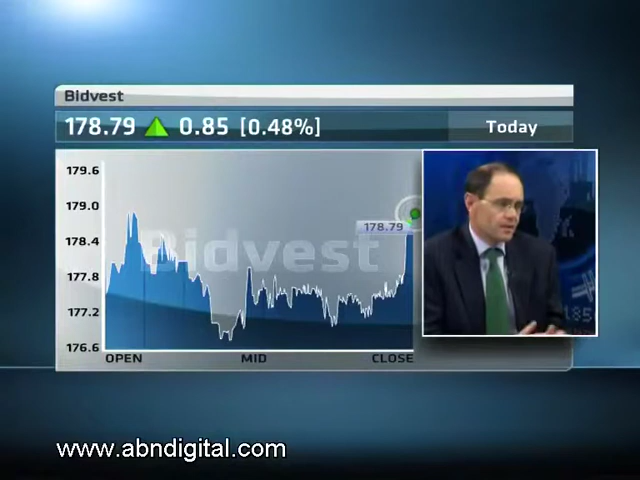 Bidvest
178.79 0.85 [0.48%] Today
179.6
179.0
178.4
177.8
177.2
176.6
Bidvest
178.79
OPEN MID CLOSE
www.abndigital.com